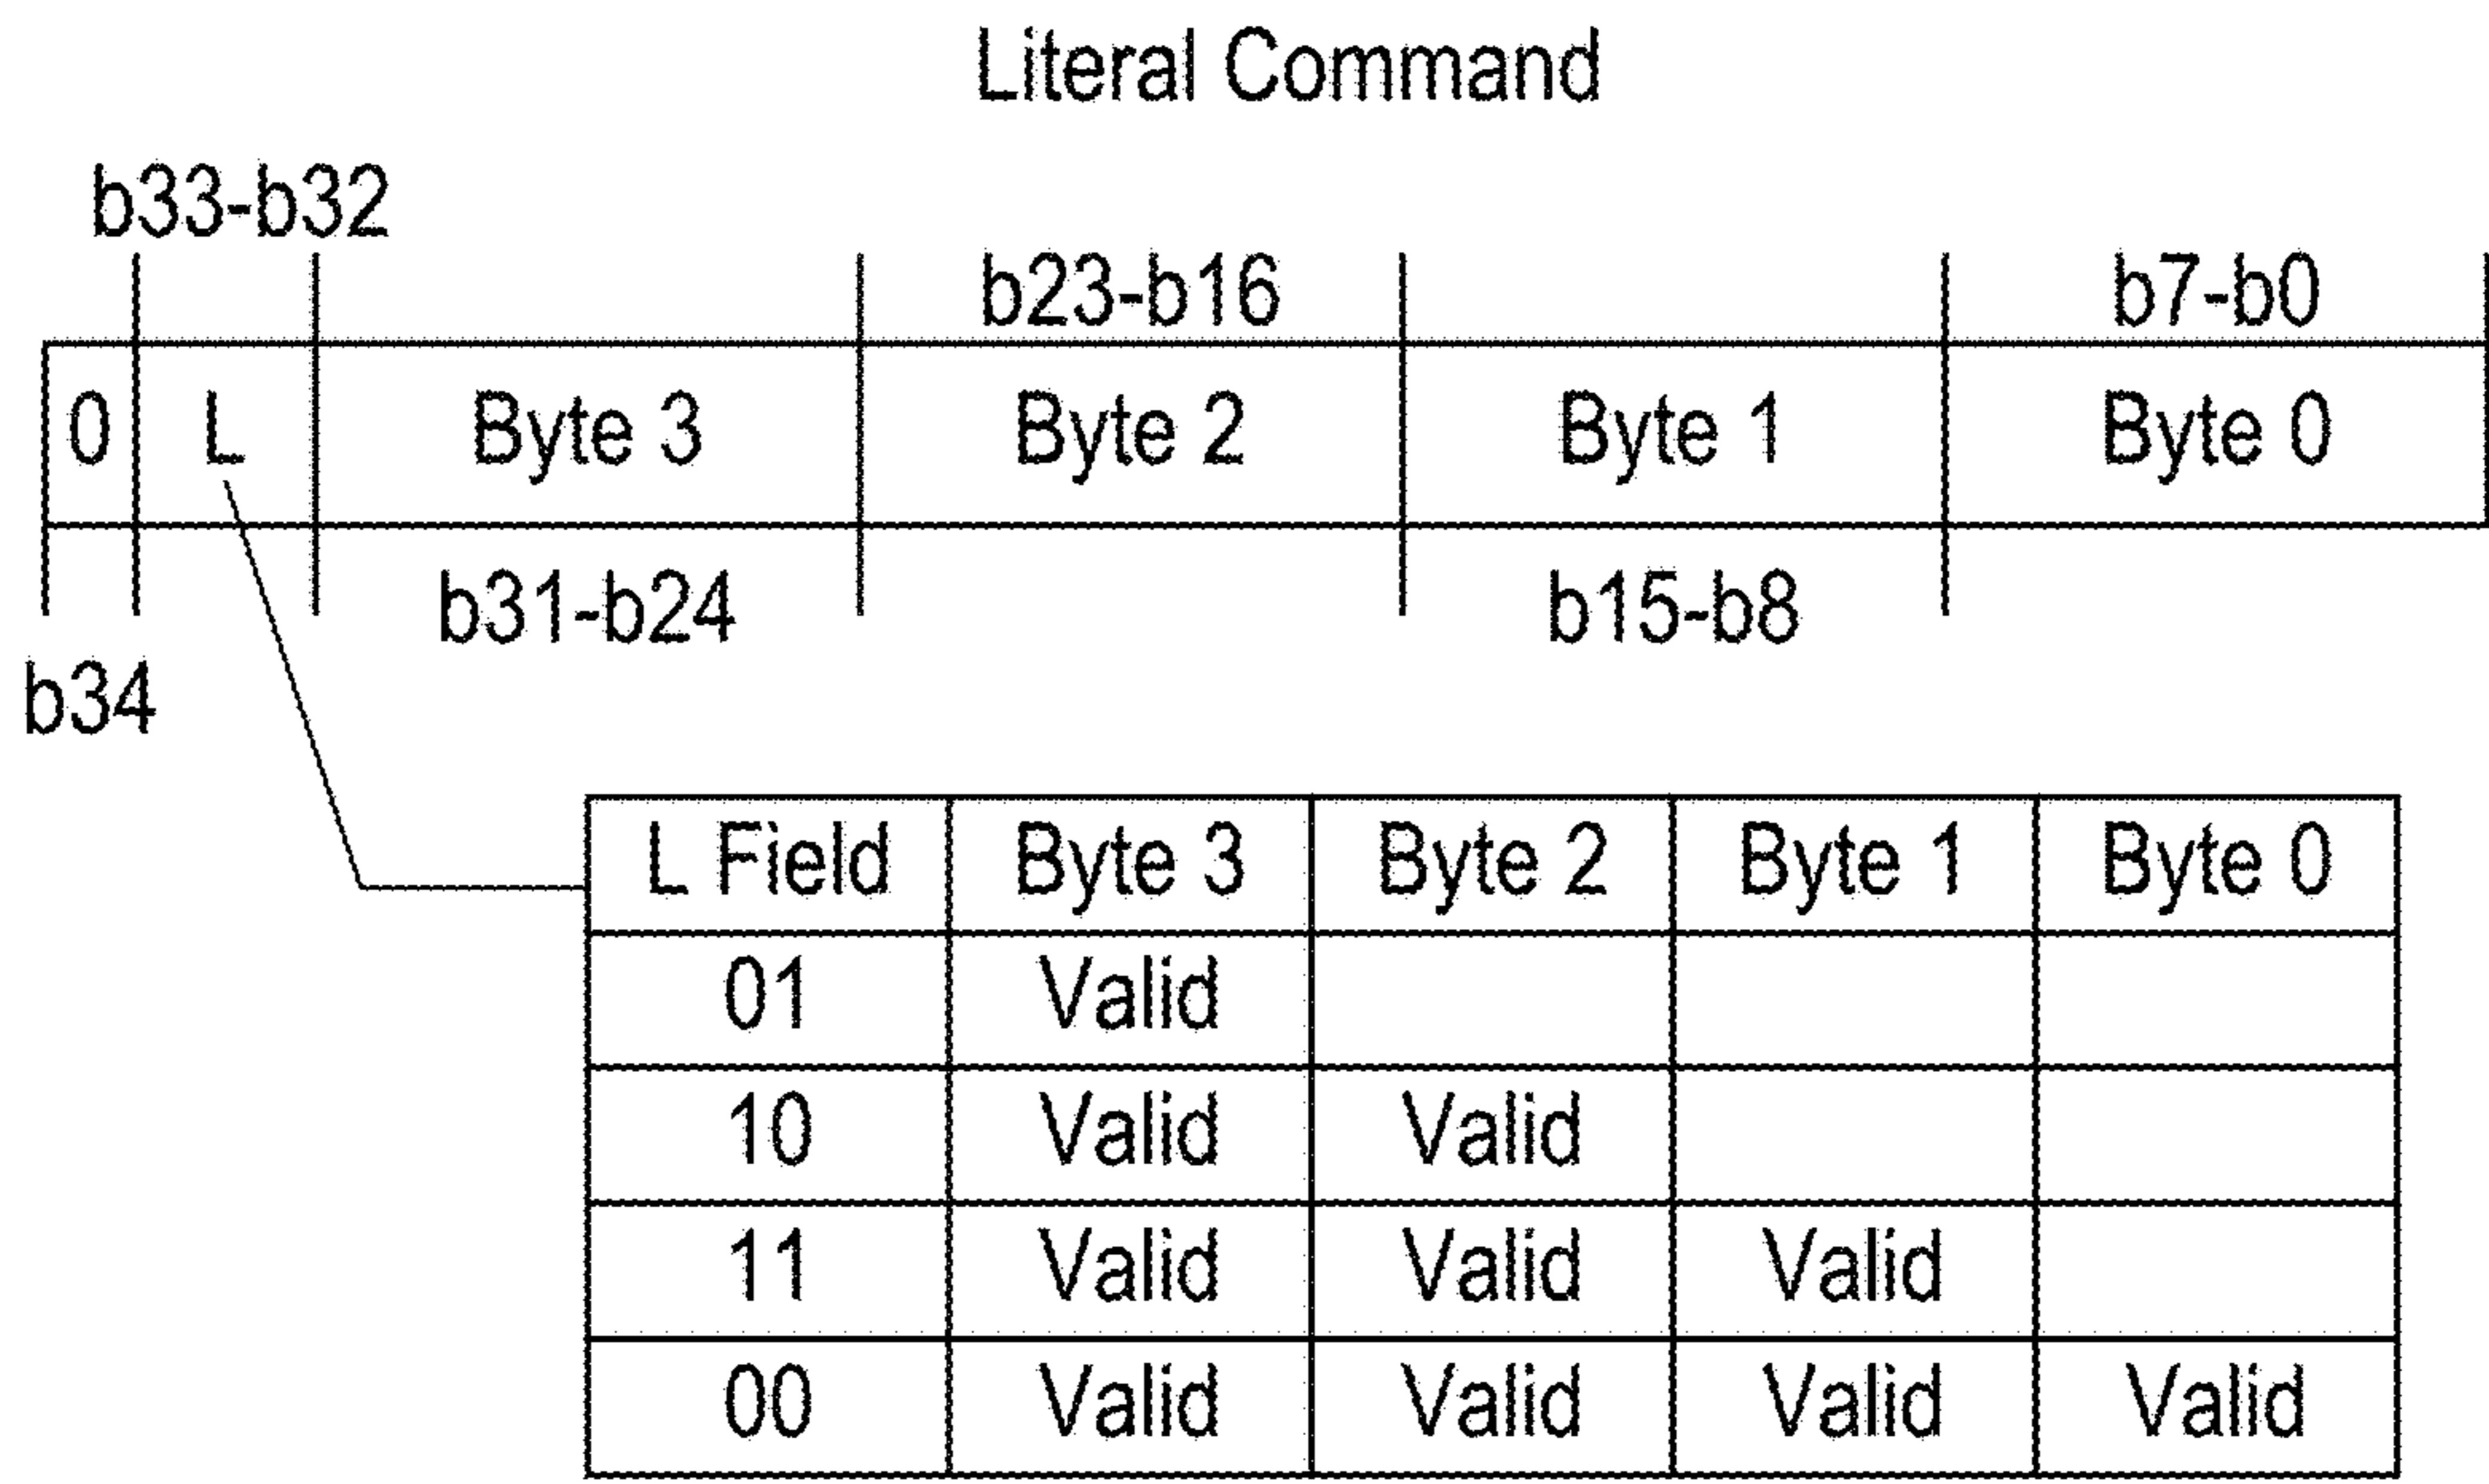 Literal Command
b33-b32
b23-b16 b7-b0
0 L Byte 3 Byte 2 Byte 1 Byte 0
b31-b24 b15-b8
b34
L Field Byte 3 Byte 2 Byte 1 Byte 0
01 Valid
10 Valid Valid
11 Valid Valid Valid
00 Valid Valid Valid Valid